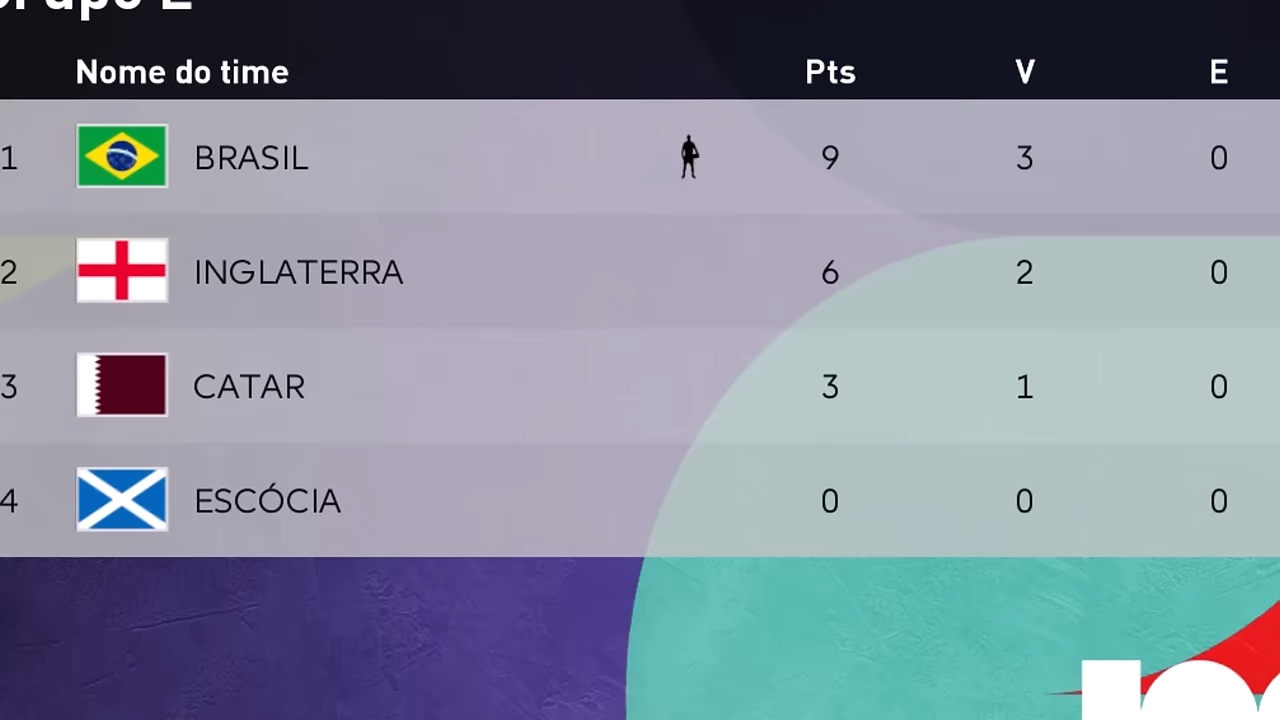 Grupo E
Nome do time Pts V E
1 BRASIL 9 3 0
2 INGLATERRA 6 2 0
3 CATAR 3 1 0
4 ESCÓCIA 0 0 0